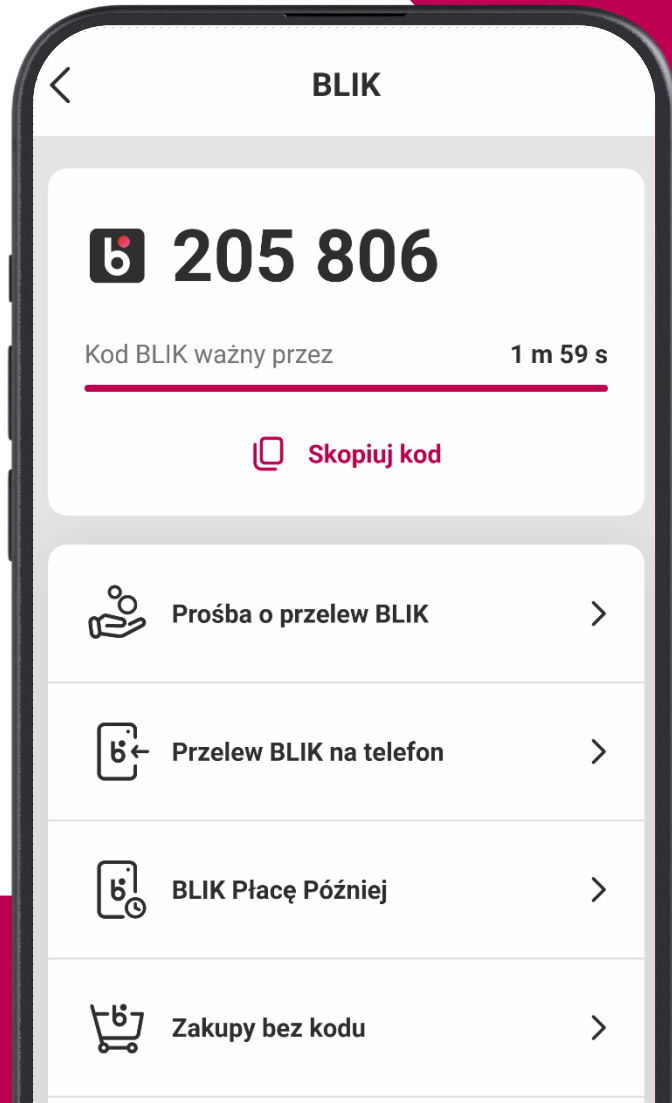 BLIK
205 806
Kod BLIK ważny przez 1 m 59 s
Skopiuj kod
Prośba o przelew BLIK
Przelew BLIK na telefon
BLIK Płacę Później
Zakupy bez kodu